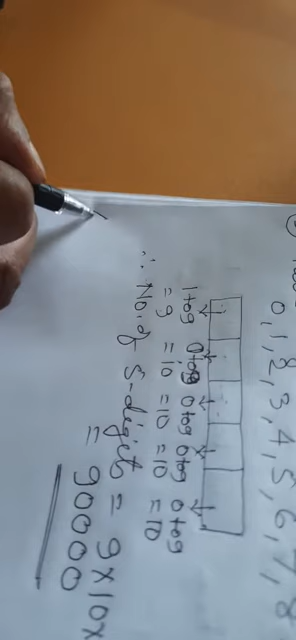 0, 1, 2, 3, 4, 5, 6, 7, 8
1 to 9 0 to 9 0 to 9 0 to 9 0 to 9
= 9 = 10 = 10 = 10 = 10
∴ No. of 5-digits = 9 x 10 x
= 90000